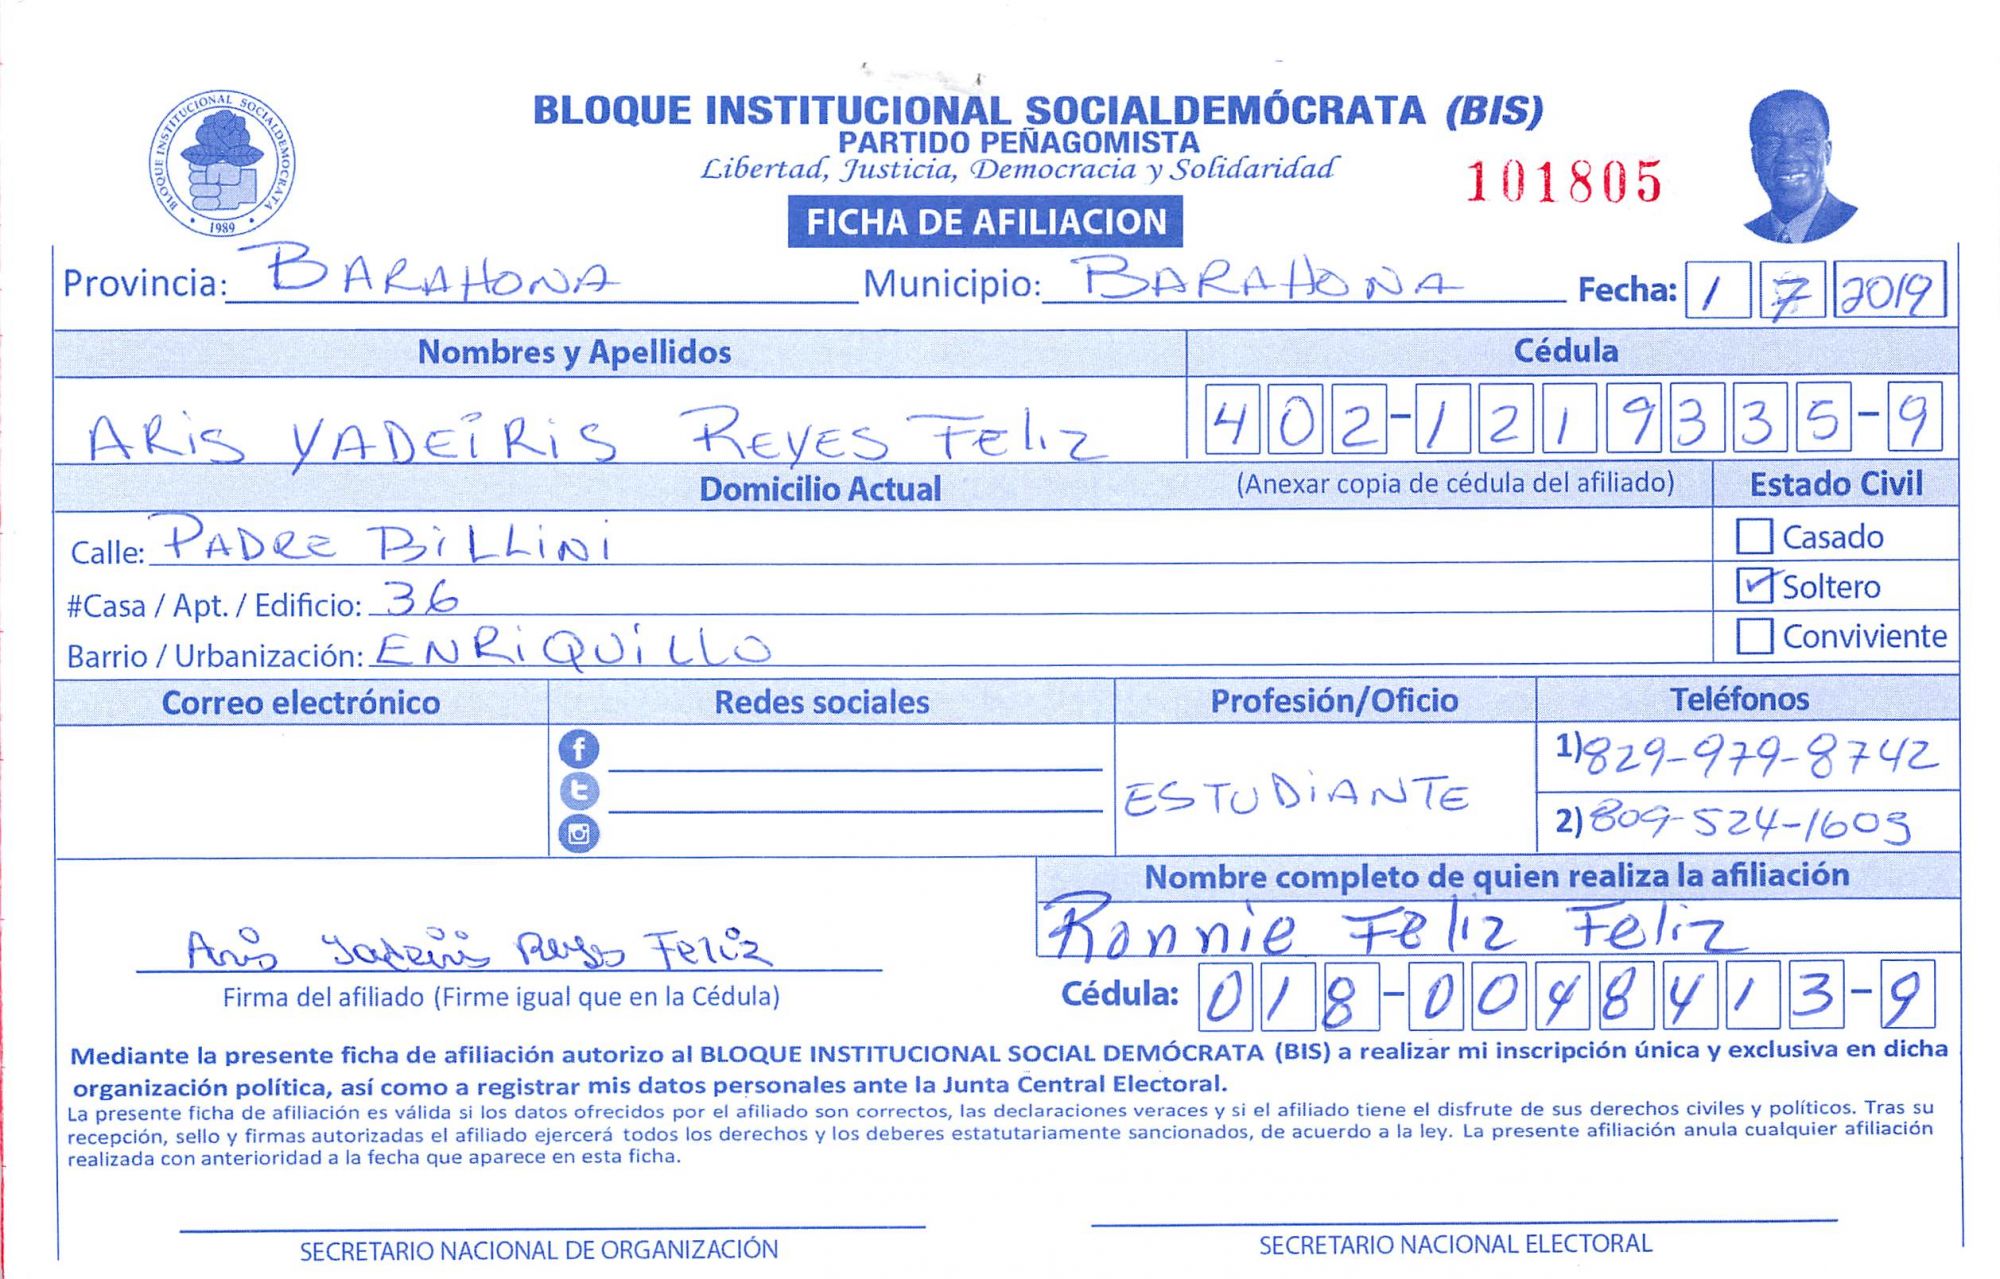 BLOQUE INSTITUCIONAL SOCIALDEMÓCRATA
1989
BLOQUE INSTITUCIONAL SOCIALDEMÓCRATA (BIS)
PARTIDO PEÑAGOMISTA
Libertad, Justicia, Democracia y Solidaridad
101805
FICHA DE AFILIACION
Provincia: BARAHONA Municipio: BARAHONA Fecha: 1 7 2019
Nombres y Apellidos Cédula
ARIS YADEIRIS REYES FELIZ 402-1219335-9
Domicilio Actual (Anexar copia de cédula del afiliado) Estado Civil
Calle: PADRE BILLINI Casado
#Casa / Apt. / Edificio: 36 Soltero
Barrio / Urbanización: ENRIQUILLO Conviviente
Correo electrónico Redes sociales Profesión/Oficio Teléfonos
1) 829-979-8742
ESTUDIANTE
2) 809-524-1603
Nombre completo de quien realiza la afiliación
Ronnie Feliz Feliz
Aris Yadeiris Reyes Feliz
Firma del afiliado (Firme igual que en la Cédula) Cédula: 018-0048413-9
Mediante la presente ficha de afiliación autorizo al BLOQUE INSTITUCIONAL SOCIAL DEMÓCRATA (BIS) a realizar mi inscripción única y exclusiva en dicha
organización política, así como a registrar mis datos personales ante la Junta Central Electoral.
La presente ficha de afiliación es válida si los datos ofrecidos por el afiliado son correctos, las declaraciones veraces y si el afiliado tiene el disfrute de sus derechos civiles y políticos. Tras su
recepción, sello y firmas autorizadas el afiliado ejercerá todos los derechos y los deberes estatutariamente sancionados, de acuerdo a la ley. La presente afiliación anula cualquier afiliación
realizada con anterioridad a la fecha que aparece en esta ficha.
SECRETARIO NACIONAL DE ORGANIZACIÓN SECRETARIO NACIONAL ELECTORAL